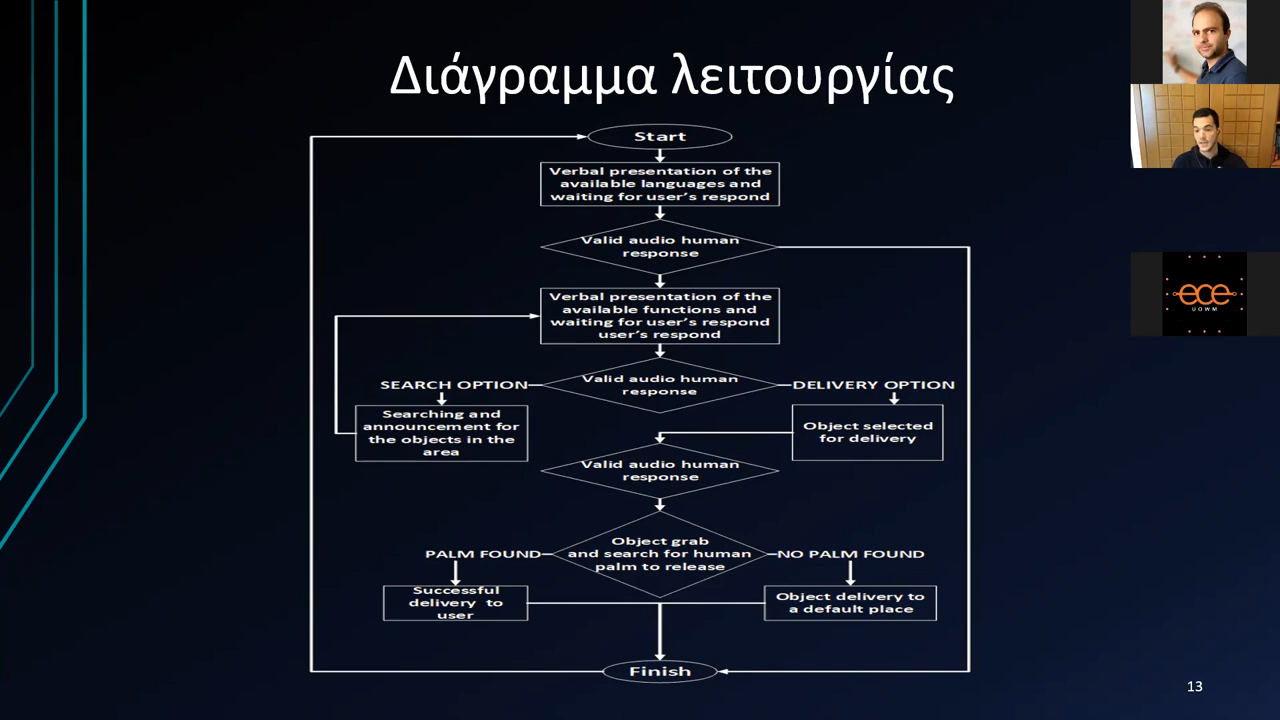 Διάγραμμα λειτουργίας
Start
Verbal presentation of the
available languages and
waiting for user's respond
Valid audio human
response
Verbal presentation of the
available functions and
waiting for user's respond
user's respond
SEARCH OPTION
Valid audio human
response
DELIVERY OPTION
Searching and
announcement for
the objects in the
area
Object selected
for delivery
Valid audio human
response
PALM FOUND
Object grab
and search for human
palm to release
NO PALM FOUND
Successful
delivery to
user
Object delivery to
a default place
Finish
13
ece
UOWM